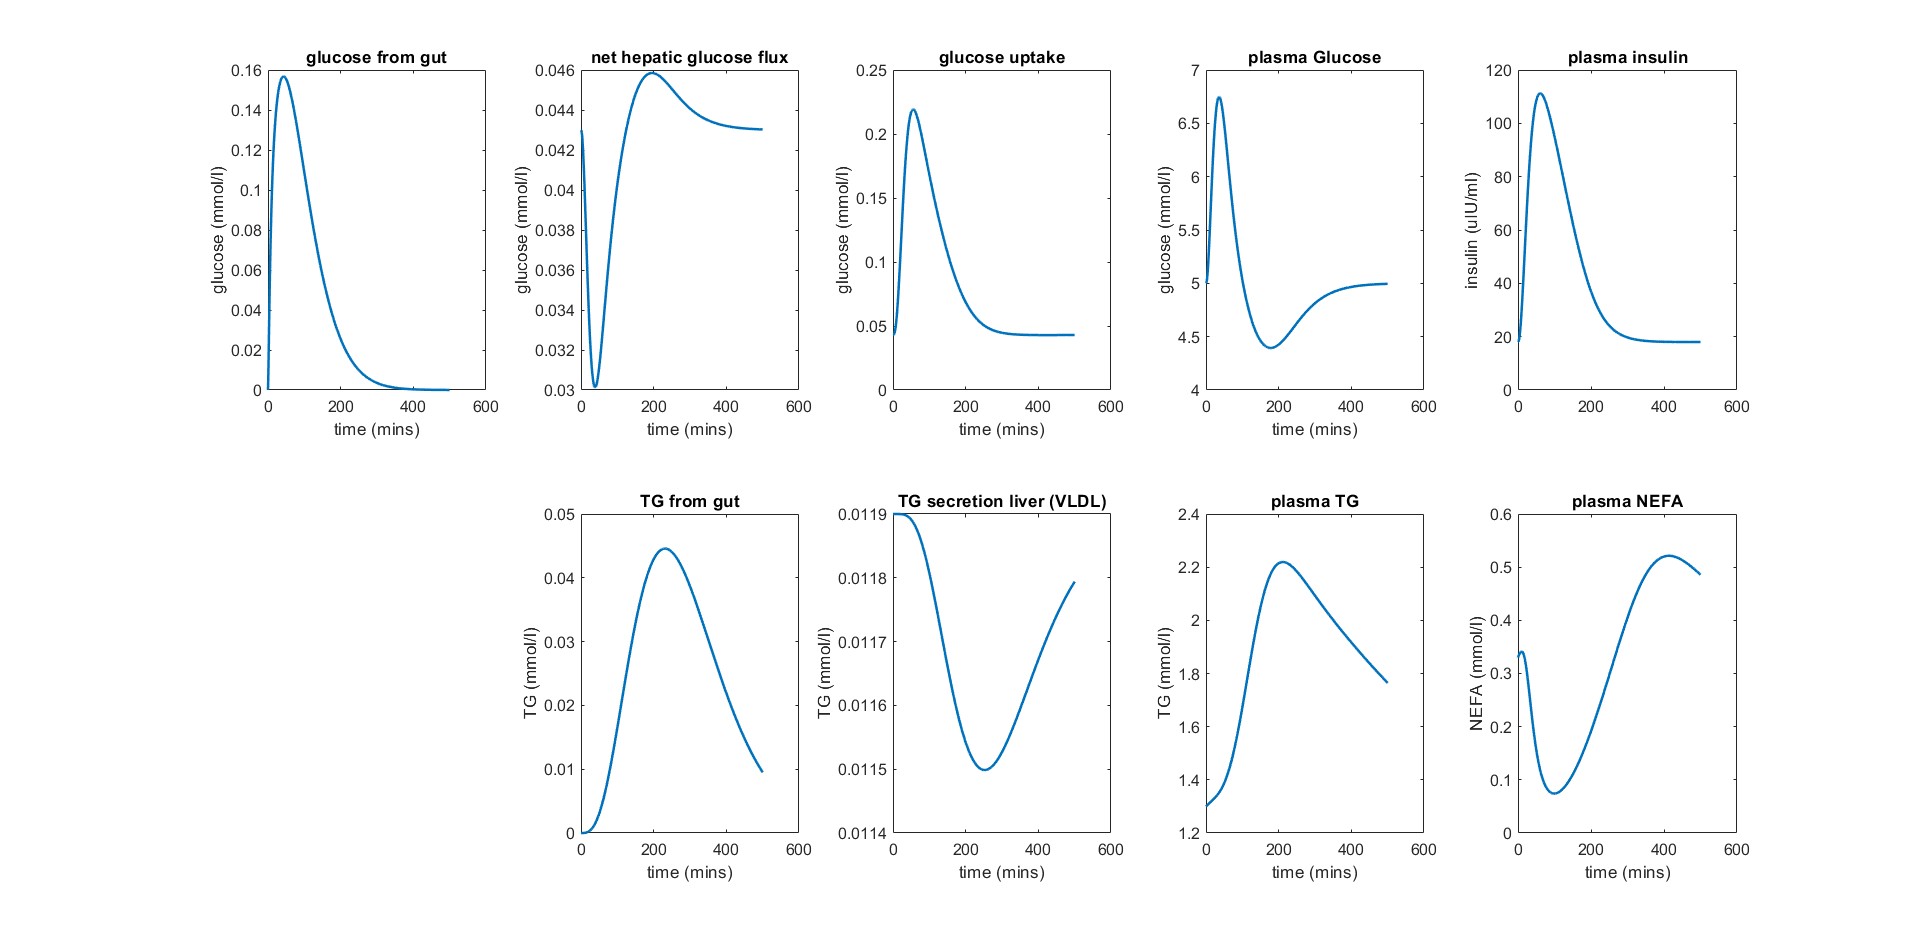 glucose from gut
0.16
0.14
0.12
0.1
0.08
0.06
0.04
0.02
0
glucose (mmol/l)
0 200 400 600
time (mins)
net hepatic glucose flux
0.046
0.044
0.042
0.04
0.038
0.036
0.034
0.032
0.03
glucose (mmol/l)
0 200 400 600
time (mins)
glucose uptake
0.25
0.2
0.15
0.1
0.05
0
glucose (mmol/l)
0 200 400 600
time (mins)
plasma Glucose
7
6.5
6
5.5
5
4.5
4
glucose (mmol/l)
0 200 400 600
time (mins)
plasma insulin
120
100
80
60
40
20
0
insulin (uIU/ml)
0 200 400 600
time (mins)
TG from gut
0.05
0.04
0.03
0.02
0.01
0
TG (mmol/l)
0 200 400 600
time (mins)
TG secretion liver (VLDL)
0.0119
0.0118
0.0117
0.0116
0.0115
0.0114
TG (mmol/l)
0 200 400 600
time (mins)
plasma TG
2.4
2.2
2
1.8
1.6
1.4
1.2
TG (mmol/l)
0 200 400 600
time (mins)
plasma NEFA
0.6
0.5
0.4
0.3
0.2
0.1
0
NEFA (mmol/l)
0 200 400 600
time (mins)